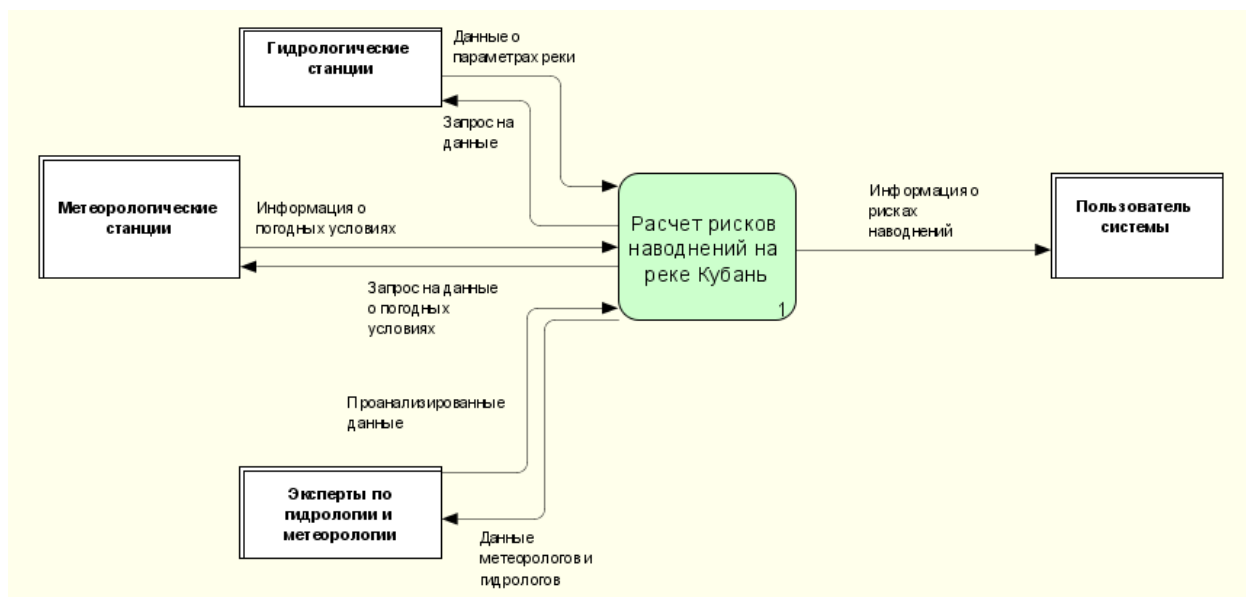 Гидрологические
станции
Данные о
параметрах реки
Запрос на
данные
Метеорологические
станции
Информация о
погодных условиях
Запрос на данные
о погодных
условиях
Расчет рисков
наводнений на
реке Кубань
1
Информация о
рисках
наводнений
Пользователь
системы
Проанализированные
данные
Эксперты по
гидрологии и
метеорологии
Данные
метеорологов и
гидрологов